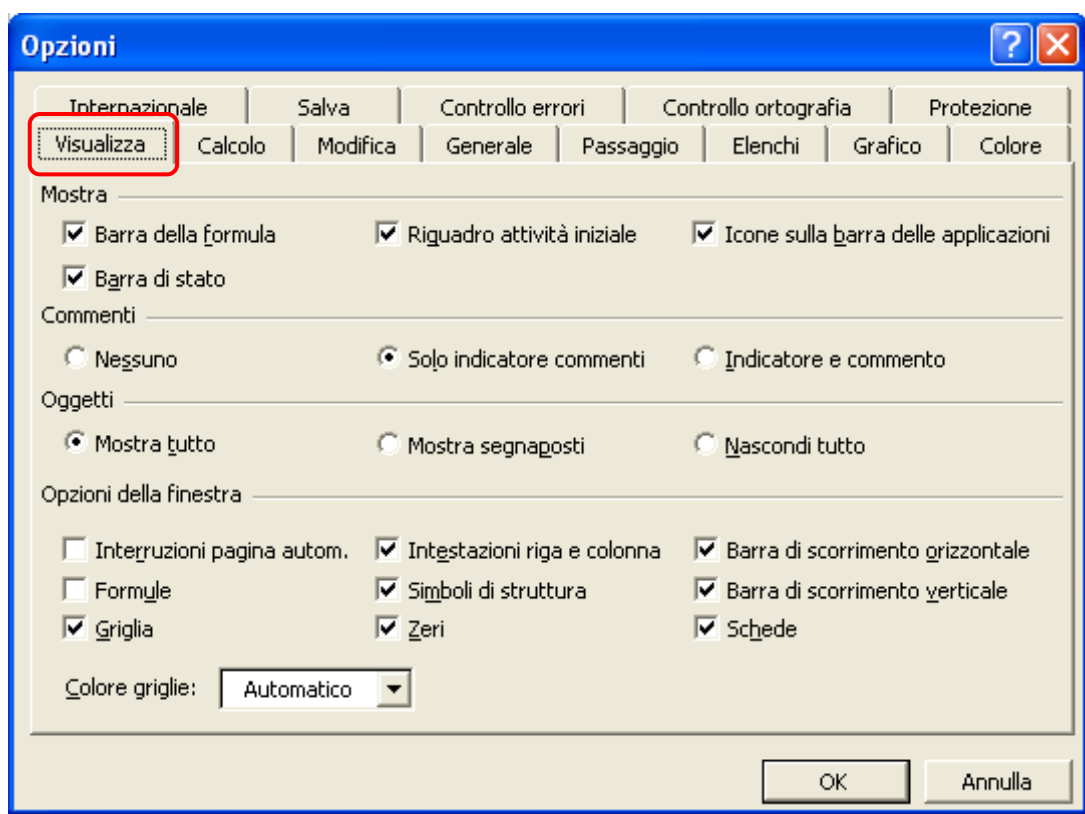 Opzioni
Internazionale Salva Controllo errori Controllo ortografia Protezione
Visualizza Calcolo Modifica Generale Passaggio Elenchi Grafico Colore
Mostra
Barra della formula Riquadro attività iniziale Icone sulla barra delle applicazioni
Barra di stato
Commenti
Nessuno Solo indicatore commenti Indicatore e commento
Oggetti
Mostra tutto Mostra segnaposti Nascondi tutto
Opzioni della finestra
Interruzioni pagina autom. Intestazioni riga e colonna Barra di scorrimento orizzontale
Formule Simboli di struttura Barra di scorrimento verticale
Griglia Zeri Schede
Colore griglie: Automatico
OK Annulla